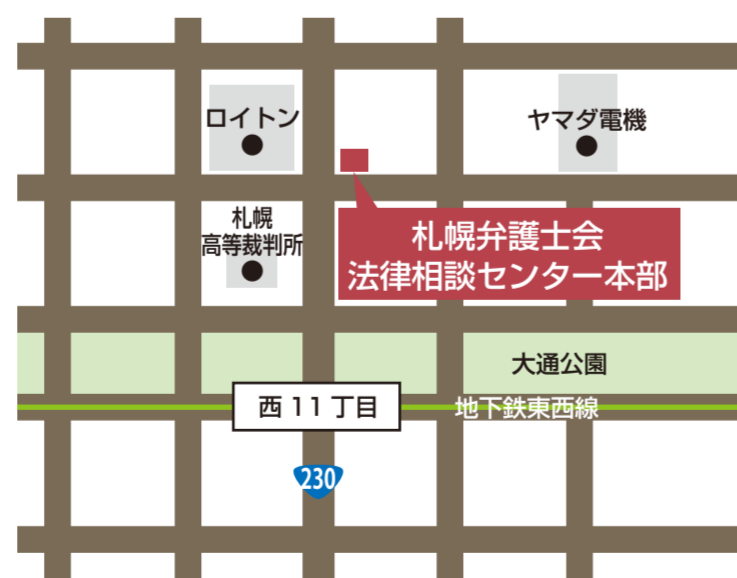 ロイトン
ヤマダ電機
札幌
高等裁判所
札幌弁護士会
法律相談センター本部
大通公園
西 11 丁目
地下鉄東西線
230